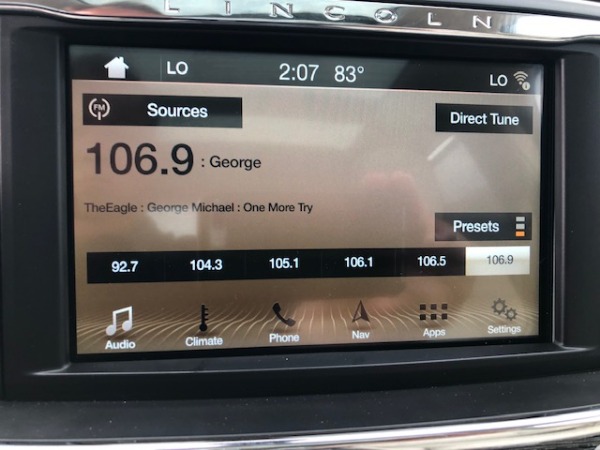 LINCOLN
LO 2:07 83° LO
FM Sources
Direct Tune
106.9 : George
TheEagle : George Michael : One More Try
Presets
92.7 104.3 105.1 106.1 106.5 106.9
Audio Climate Phone Nav Apps Settings